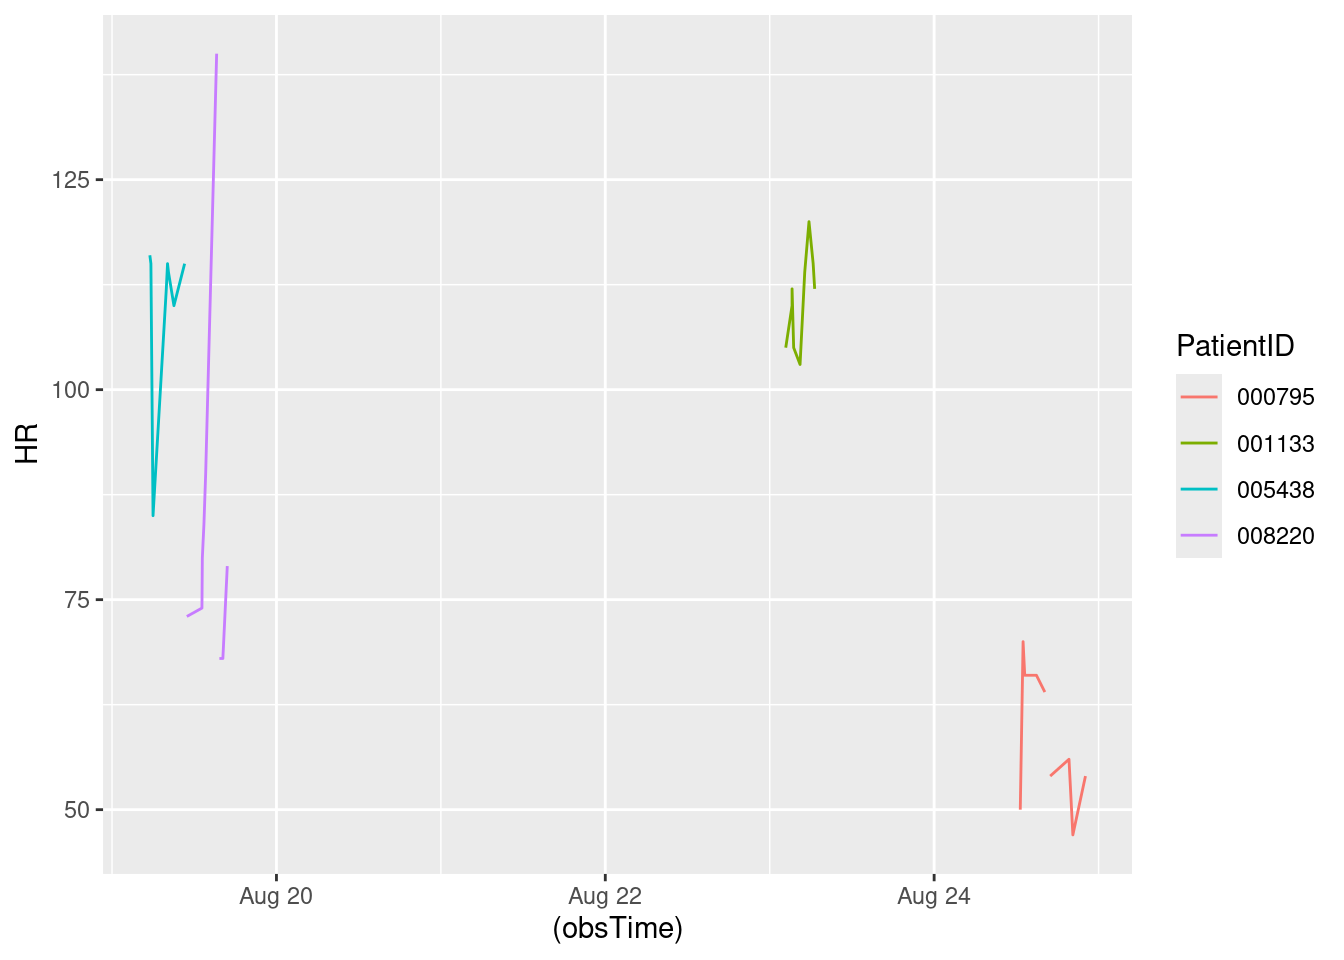 125
100
75
50
HR
Aug 20
Aug 22
Aug 24
(obsTime)
PatientID
000795
001133
005438
008220